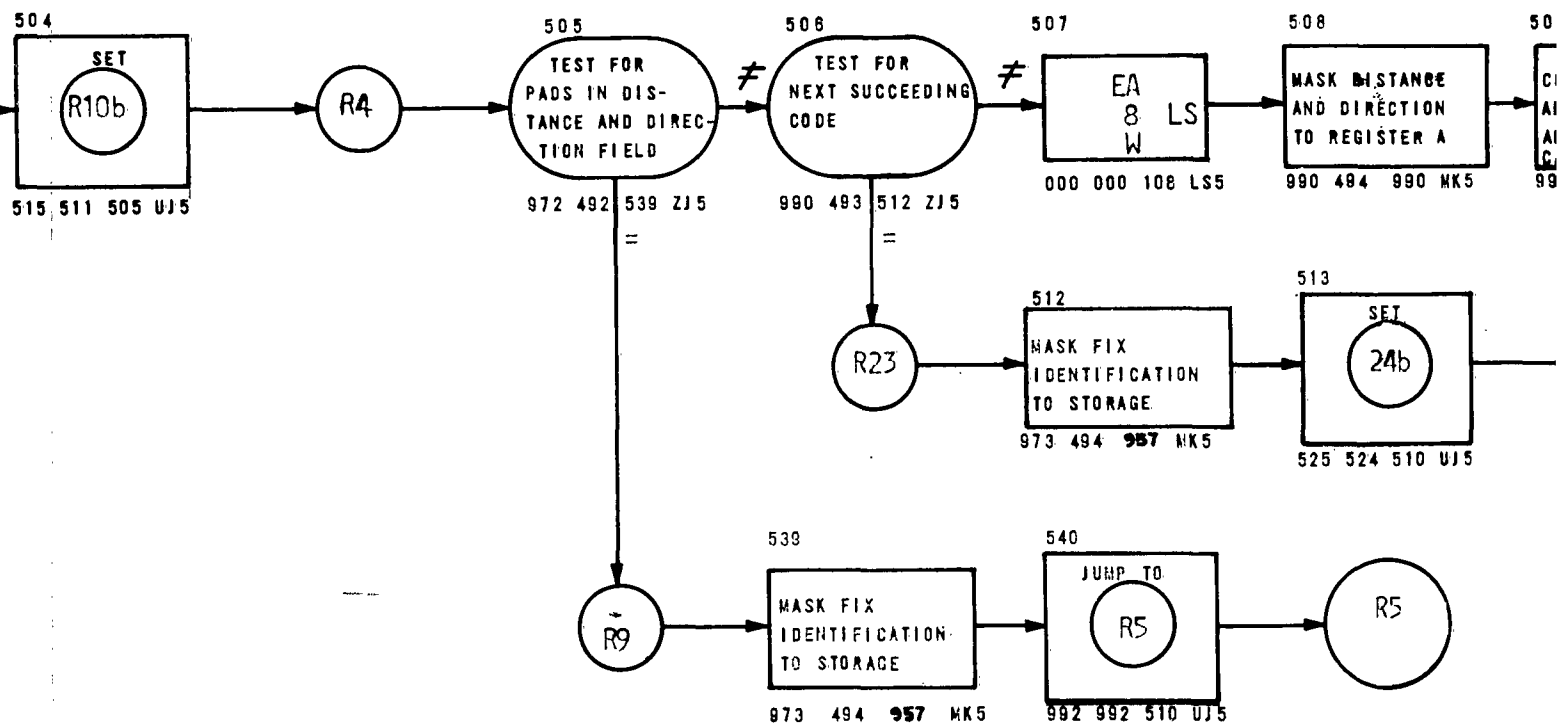 504
SET
R10b
515 511 505 UJ5
R4
505
TEST FOR
PADS IN DIS-
TANCE AND DIREC-
TION FIELD
972 492 539 ZJ5
≠
=
506
TEST FOR
NEXT SUCCEEDING
CODE
990 493 512 ZJ5
≠
=
507
EA
8 LS
W
000 000 108 LS5
508
MASK DISTANCE
AND DIRECTION
TO REGISTER A
990 494 990 MK5
R23
512
MASK FIX
IDENTIFICATION
TO STORAGE
973 494 957 MK5
513
SET
24b
525 524 510 UJ5
R9
539
MASK FIX
IDENTIFICATION
TO STORAGE
973 494 957 MK5
540
JUMP TO
R5
992 992 510 UJ5
R5